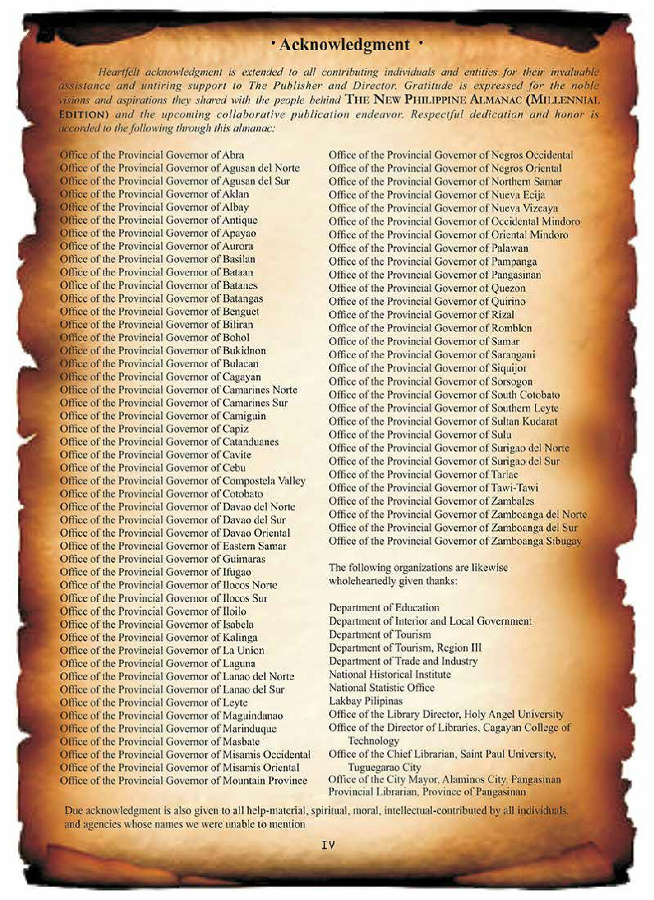 • Acknowledgment •
Heartfelt acknowledgment is extended to all contributing individuals and entities for their invaluable
assistance and untiring support to The Publisher and Director. Gratitude is expressed for the noble
visions and aspirations they shared with the people behind THE NEW PHILIPPINE ALMANAC (MILLENNIAL
EDITION) and the upcoming collaborative publication endeavor. Respectful dedication and honor is
accorded to the following through this almanac:
Office of the Provincial Governor of Abra
Office of the Provincial Governor of Agusan del Norte
Office of the Provincial Governor of Agusan del Sur
Office of the Provincial Governor of Aklan
Office of the Provincial Governor of Albay
Office of the Provincial Governor of Antique
Office of the Provincial Governor of Apayao
Office of the Provincial Governor of Aurora
Office of the Provincial Governor of Basilan
Office of the Provincial Governor of Bataan
Office of the Provincial Governor of Batanes
Office of the Provincial Governor of Batangas
Office of the Provincial Governor of Benguet
Office of the Provincial Governor of Biliran
Office of the Provincial Governor of Bohol
Office of the Provincial Governor of Bukidnon
Office of the Provincial Governor of Bulacan
Office of the Provincial Governor of Cagayan
Office of the Provincial Governor of Camarines Norte
Office of the Provincial Governor of Camarines Sur
Office of the Provincial Governor of Camiguin
Office of the Provincial Governor of Capiz
Office of the Provincial Governor of Catanduanes
Office of the Provincial Governor of Cavite
Office of the Provincial Governor of Cebu
Office of the Provincial Governor of Compostela Valley
Office of the Provincial Governor of Cotobato
Office of the Provincial Governor of Davao del Norte
Office of the Provincial Governor of Davao del Sur
Office of the Provincial Governor of Davao Oriental
Office of the Provincial Governor of Eastern Samar
Office of the Provincial Governor of Guimaras
Office of the Provincial Governor of Ifugao
Office of the Provincial Governor of Ilocos Norte
Office of the Provincial Governor of Ilocos Sur
Office of the Provincial Governor of Iloilo
Office of the Provincial Governor of Isabela
Office of the Provincial Governor of Kalinga
Office of the Provincial Governor of La Union
Office of the Provincial Governor of Laguna
Office of the Provincial Governor of Lanao del Norte
Office of the Provincial Governor of Lanao del Sur
Office of the Provincial Governor of Leyte
Office of the Provincial Governor of Maguindanao
Office of the Provincial Governor of Marinduque
Office of the Provincial Governor of Masbate
Office of the Provincial Governor of Misamis Occidental
Office of the Provincial Governor of Misamis Oriental
Office of the Provincial Governor of Mountain Province
Office of the Provincial Governor of Negros Occidental
Office of the Provincial Governor of Negros Oriental
Office of the Provincial Governor of Northern Samar
Office of the Provincial Governor of Nueva Ecija
Office of the Provincial Governor of Nueva Vizcaya
Office of the Provincial Governor of Occidental Mindoro
Office of the Provincial Governor of Oriental Mindoro
Office of the Provincial Governor of Palawan
Office of the Provincial Governor of Pampanga
Office of the Provincial Governor of Pangasinan
Office of the Provincial Governor of Quezon
Office of the Provincial Governor of Quirino
Office of the Provincial Governor of Rizal
Office of the Provincial Governor of Romblon
Office of the Provincial Governor of Samar
Office of the Provincial Governor of Sarangani
Office of the Provincial Governor of Siquijor
Office of the Provincial Governor of Sorsogon
Office of the Provincial Governor of South Cotobato
Office of the Provincial Governor of Southern Leyte
Office of the Provincial Governor of Sultan Kudarat
Office of the Provincial Governor of Sulu
Office of the Provincial Governor of Surigao del Norte
Office of the Provincial Governor of Surigao del Sur
Office of the Provincial Governor of Tarlac
Office of the Provincial Governor of Tawi-Tawi
Office of the Provincial Governor of Zambales
Office of the Provincial Governor of Zamboanga del Norte
Office of the Provincial Governor of Zamboanga del Sur
Office of the Provincial Governor of Zamboanga Sibugay
The following organizations are likewise
wholeheartedly given thanks:
Department of Education
Department of Interior and Local Government
Department of Tourism
Department of Tourism, Region III
Department of Trade and Industry
National Historical Institute
National Statistic Office
Lakbay Pilipinas
Office of the Library Director, Holy Angel University
Office of the Director of Libraries, Cagayan College of
Technology
Office of the Chief Librarian, Saint Paul University,
Tuguegarao City
Office of the City Mayor, Alaminos City, Pangasinan
Provincial Librarian, Province of Pangasinan
Due acknowledgment is also given to all help-material, spiritual, moral, intellectual-contributed by all individuals,
and agencies whose names we were unable to mention
IV